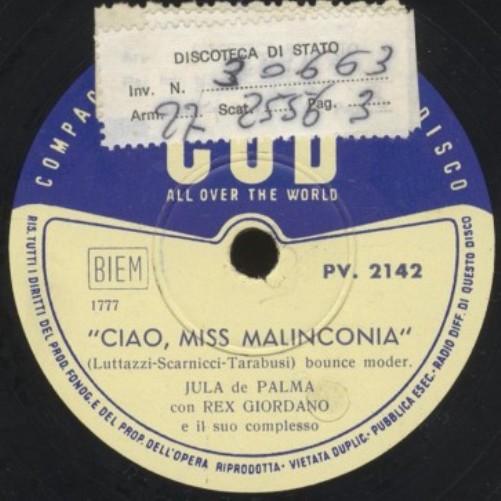 DISCOTECA DI STATO
Inv. N. 30663
Arm. 27 Scat. 2556 Pag. 3
COMPAG
DISCO
ALL OVER THE WORLD
BIEM
PV. 2142
1777
"CIAO, MISS MALINCONIA"
(Luttazzi-Scarnicci-Tarabusi) bounce moder.
JULA de PALMA
con REX GIORDANO
e il suo complesso
RIS. TUTTI I DIRITTI DEL PROD. FONOG. E DEL PROP. DELL'OPERA RIPRODOTTA - VIETATA DUPLIC. - PUBBLICA ESEC. - RADIO DIFF. DI QUESTO DISCO